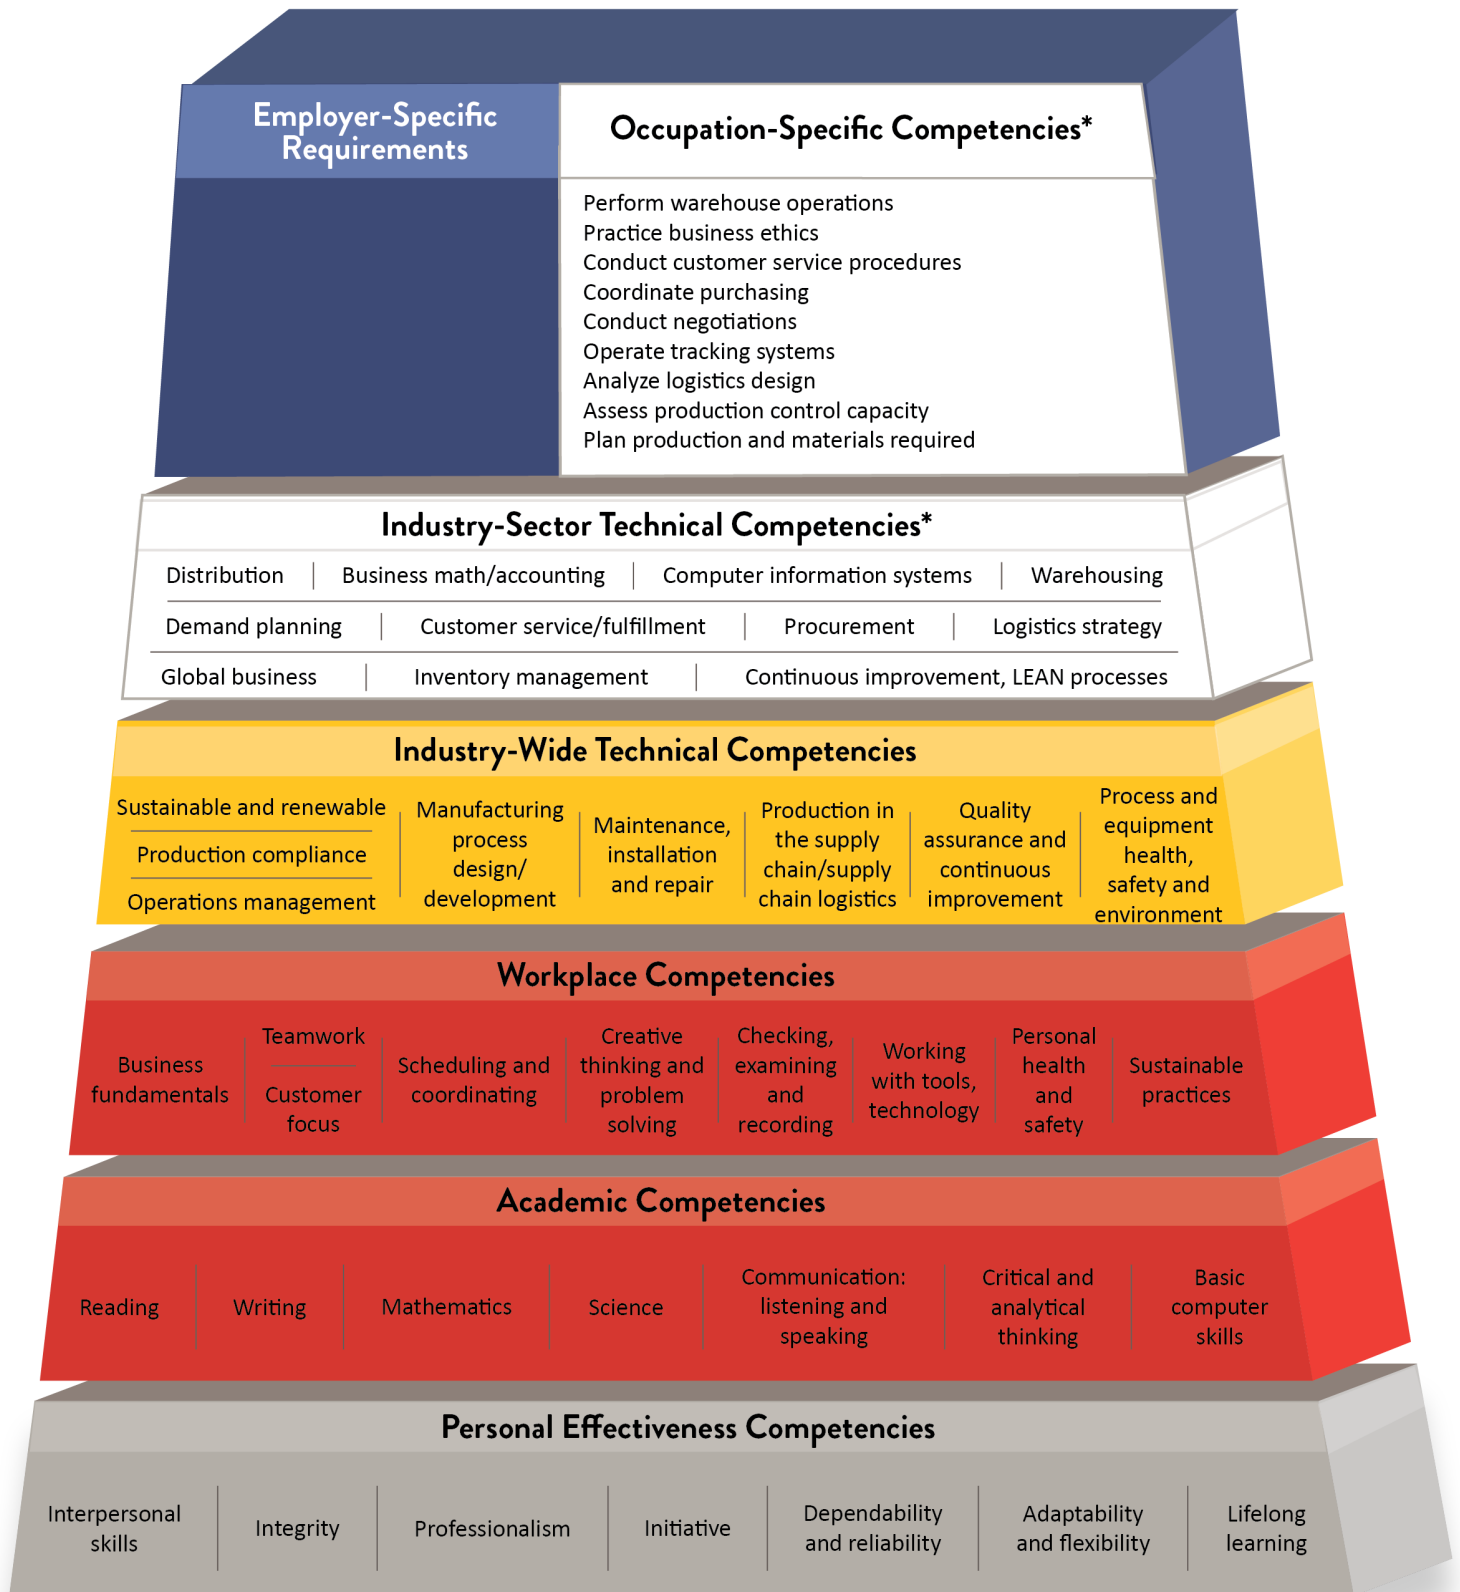 Employer-Specific
Requirements
Occupation-Specific Competencies*
Perform warehouse operations
Practice business ethics
Conduct customer service procedures
Coordinate purchasing
Conduct negotiations
Operate tracking systems
Analyze logistics design
Assess production control capacity
Plan production and materials required
Industry-Sector Technical Competencies*
Distribution
Business math/accounting
Computer information systems
Warehousing
Demand planning
Customer service/fulfillment
Procurement
Logistics strategy
Global business
Inventory management
Continuous improvement, LEAN processes
Industry-Wide Technical Competencies
Sustainable and renewable
Production compliance
Operations management
Manufacturing
process
design/
development
Maintenance,
installation
and repair
Production in
the supply
chain/supply
chain logistics
Quality
assurance and
continuous
improvement
Process and
equipment
health,
safety and
environment
Workplace Competencies
Business
fundamentals
Teamwork
Customer
focus
Scheduling and
coordinating
Creative
thinking and
problem
solving
Checking,
examining
and
recording
Working
with tools,
technology
Personal
health
and
safety
Sustainable
practices
Academic Competencies
Reading
Writing
Mathematics
Science
Communication:
listening and
speaking
Critical and
analytical
thinking
Basic
computer
skills
Personal Effectiveness Competencies
Interpersonal
skills
Integrity
Professionalism
Initiative
Dependability
and reliability
Adaptability
and flexibility
Lifelong
learning